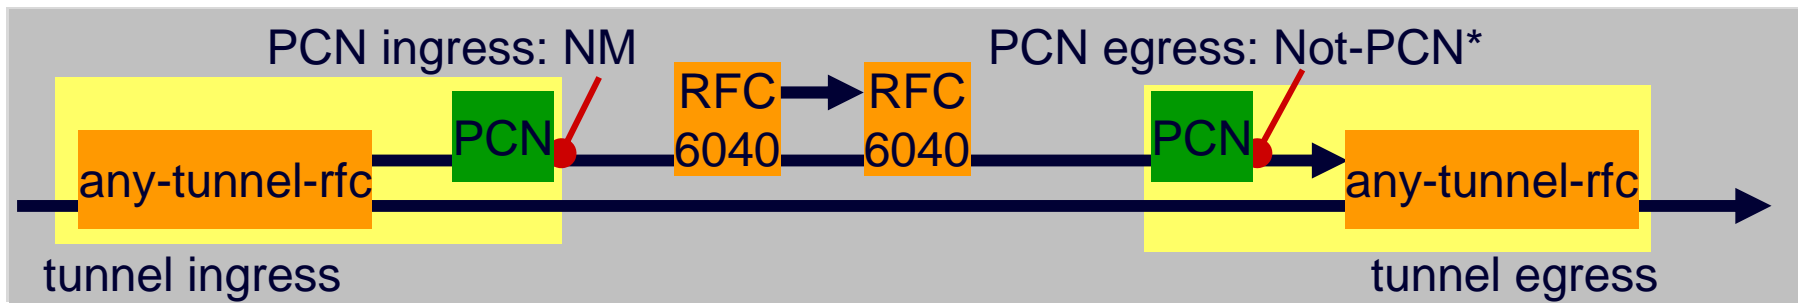 PCN ingress: NM
PCN egress: Not-PCN*
RFC
6040
RFC
6040
PCN
PCN
any-tunnel-rfc
any-tunnel-rfc
tunnel ingress
tunnel egress